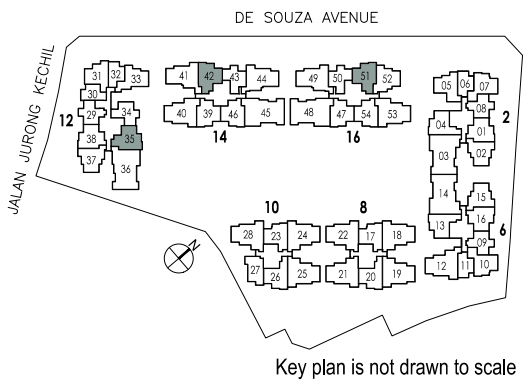 DE SOUZA AVENUE
JALAN JURONG KECHIL
31 32 33
30
29 34
12
38 35
37 36
41 42 43 44
40 39 46 45
14
49 50 51 52
48 47 54 53
16
05 06 07
08
2
04 01
03 02
14 15
16
13 6
09
12 11 10
10
28 23 24
27 26 25
8
22 17 18
21 20 19
N
Key plan is not drawn to scale